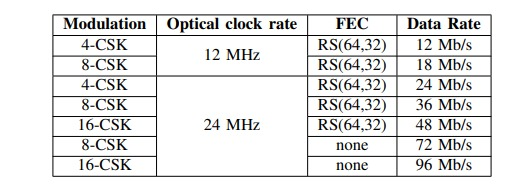 Modulation Optical clock rate FEC Data Rate
4-CSK 12 MHz RS(64,32) 12 Mb/s
8-CSK RS(64,32) 18 Mb/s
4-CSK 24 MHz RS(64,32) 24 Mb/s
8-CSK RS(64,32) 36 Mb/s
16-CSK RS(64,32) 48 Mb/s
8-CSK none 72 Mb/s
16-CSK none 96 Mb/s